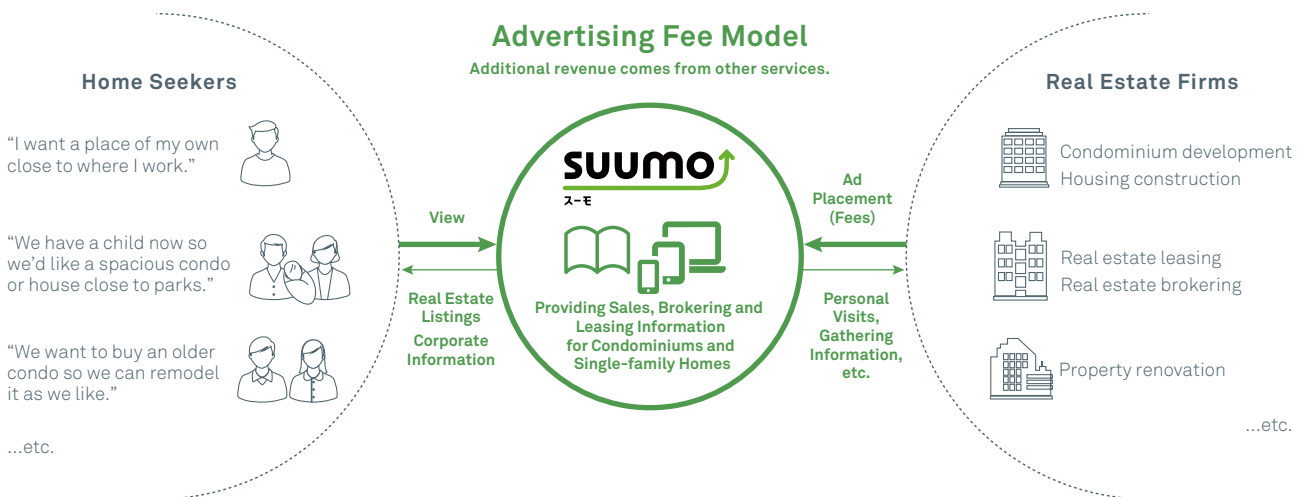 Advertising Fee Model
Additional revenue comes from other services.
Home Seekers
“I want a place of my own
close to where I work.”
“We have a child now so
we’d like a spacious condo
or house close to parks.”
“We want to buy an older
condo so we can remodel
it as we like.”
...etc.
View
Real Estate
Listings
Corporate
Information
SUUMO
スーモ
Providing Sales, Brokering and
Leasing Information
for Condominiums and
Single-family Homes
Ad
Placement
(Fees)
Personal
Visits,
Gathering
Information,
etc.
Real Estate Firms
Condominium development
Housing construction
Real estate leasing
Real estate brokering
Property renovation
...etc.